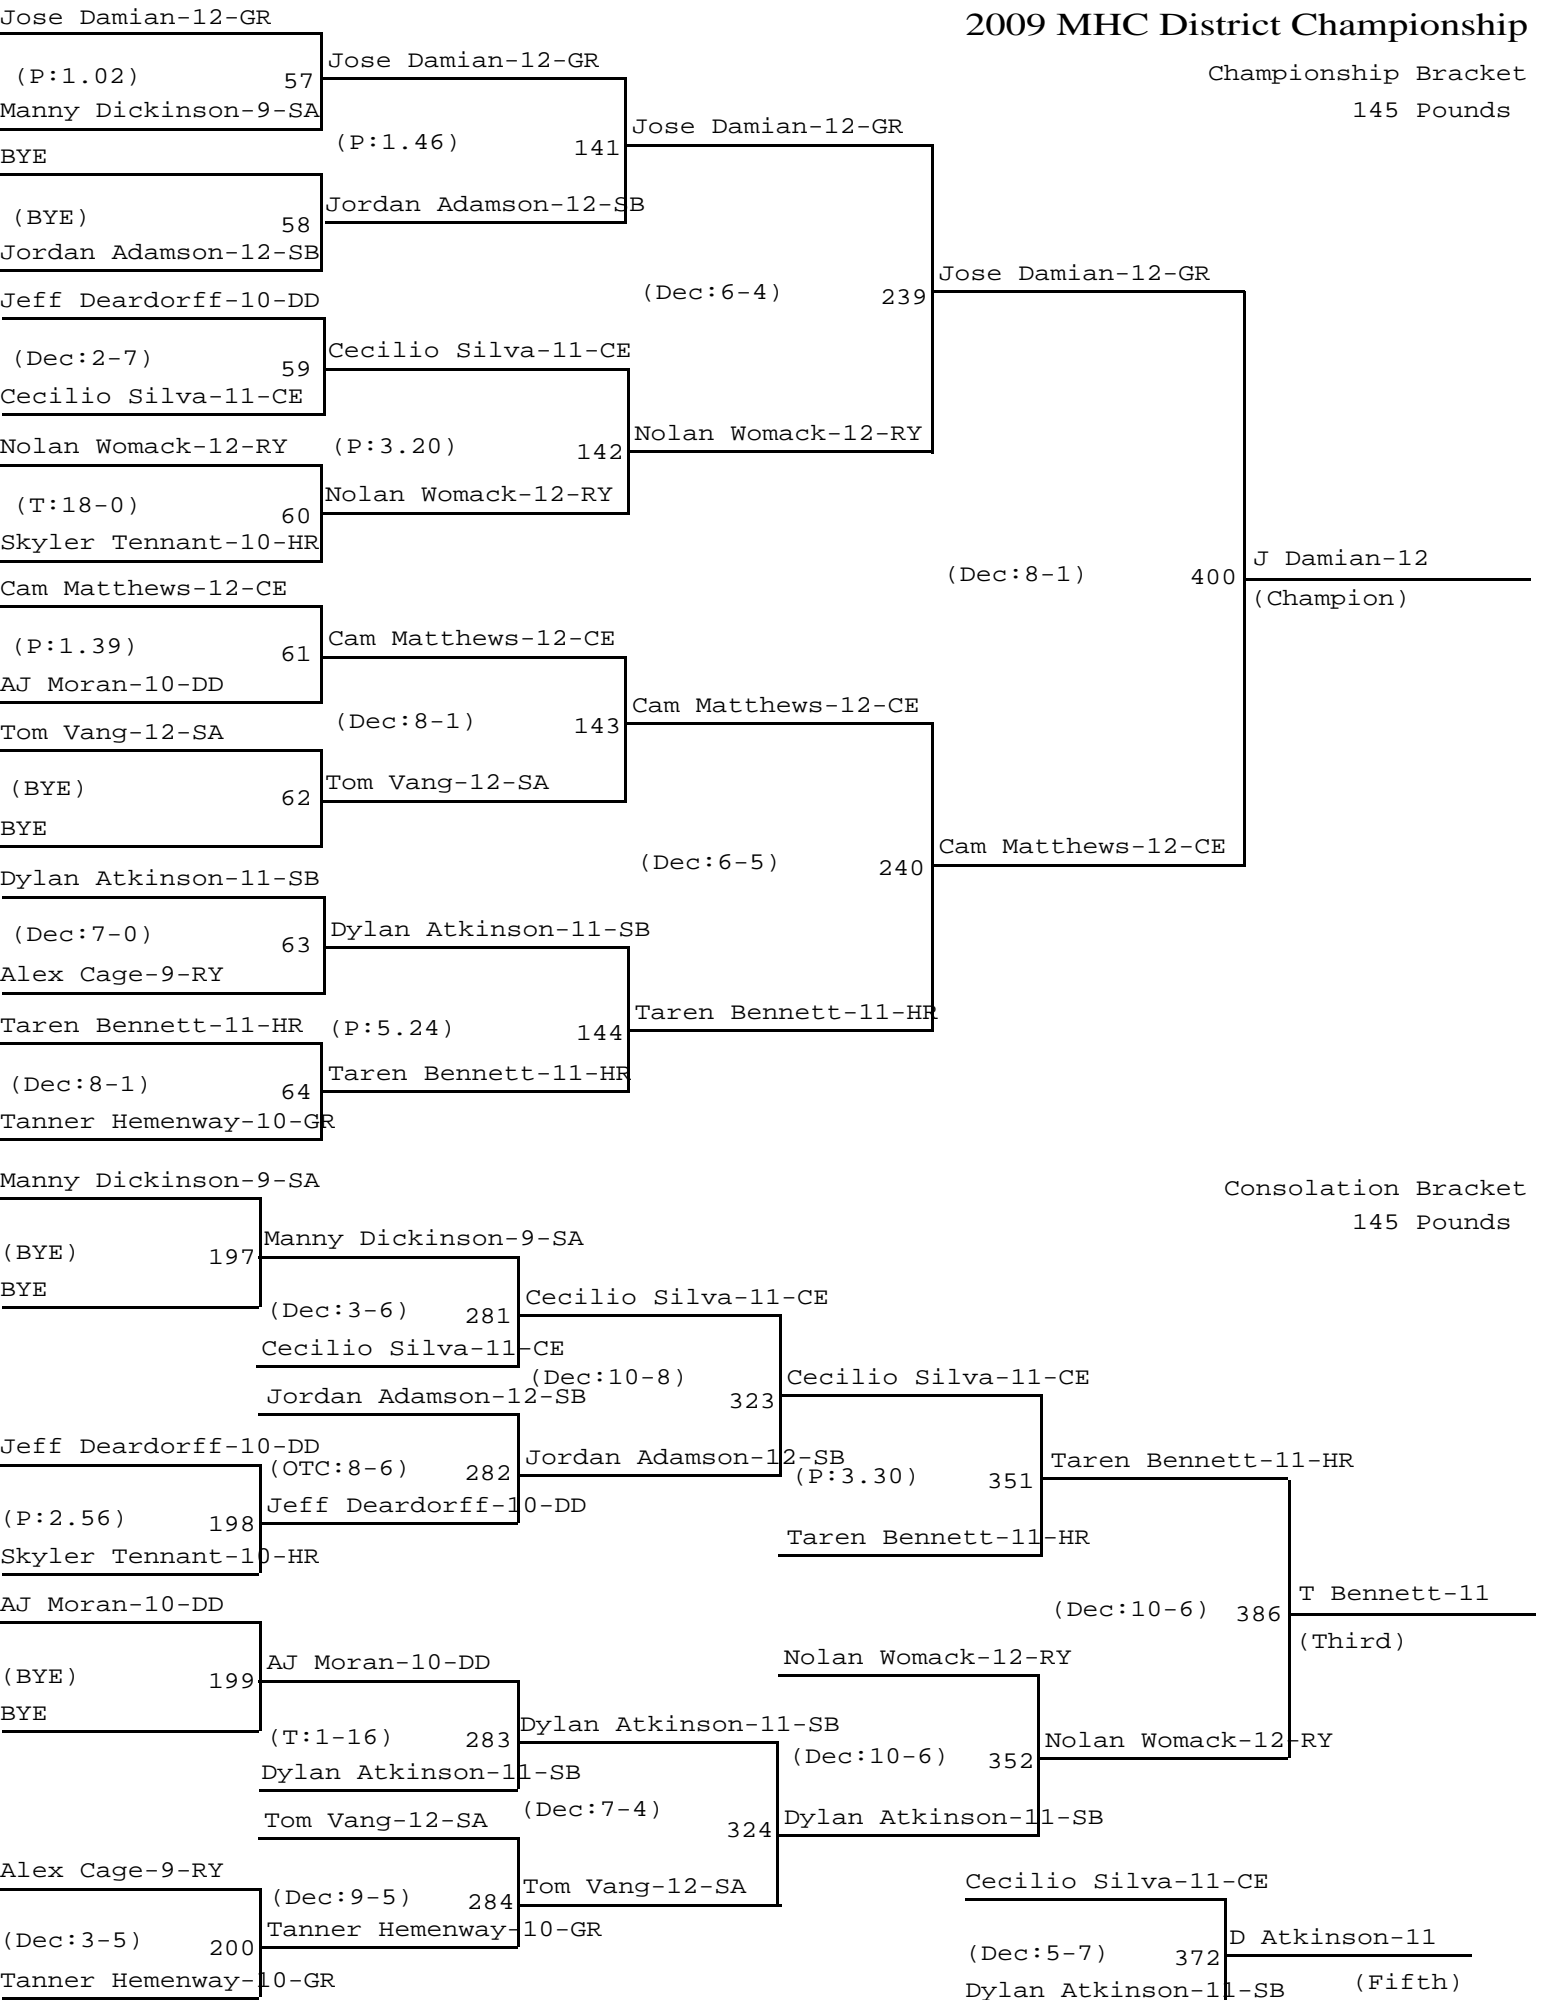 Jose Damian-12-GR
2009 MHC District Championship
Championship Bracket
145 Pounds
(P:1.02)
57
Manny Dickinson-9-SA
Jose Damian-12-GR
(P:1.46)
141
BYE
(BYE)
58
Jordan Adamson-12-SB
Jordan Adamson-12-SB
Jose Damian-12-GR
(Dec:6-4)
239
Jeff Deardorff-10-DD
(Dec:2-7)
59
Cecilio Silva-11-CE
Cecilio Silva-11-CE
(P:3.20)
142
Nolan Womack-12-RY
(T:18-0)
60
Skyler Tennant-10-HR
Nolan Womack-12-RY
Nolan Womack-12-RY
Jose Damian-12-GR
(Dec:8-1)
400
J Damian-12
(Champion)
Cam Matthews-12-CE
(P:1.39)
61
AJ Moran-10-DD
Cam Matthews-12-CE
(Dec:8-1)
143
Tom Vang-12-SA
(BYE)
62
BYE
Tom Vang-12-SA
Cam Matthews-12-CE
(Dec:6-5)
240
Cam Matthews-12-CE
Dylan Atkinson-11-SB
(Dec:7-0)
63
Alex Cage-9-RY
Dylan Atkinson-11-SB
(P:5.24)
144
Taren Bennett-11-HR
(Dec:8-1)
64
Tanner Hemenway-10-GR
Taren Bennett-11-HR
Taren Bennett-11-HR
Consolation Bracket
145 Pounds
Manny Dickinson-9-SA
(BYE)
197
BYE
Manny Dickinson-9-SA
(Dec:3-6)
281
Cecilio Silva-11-CE
Cecilio Silva-11-CE
(Dec:10-8)
323
Jordan Adamson-12-SB
(OTC:8-6)
282
Jeff Deardorff-10-DD
Jeff Deardorff-10-DD
(P:2.56)
198
Skyler Tennant-10-HR
Jordan Adamson-12-SB
Cecilio Silva-11-CE
(P:3.30)
351
Taren Bennett-11-HR
Taren Bennett-11-HR
(Dec:10-6)
386
T Bennett-11
(Third)
AJ Moran-10-DD
(BYE)
199
BYE
AJ Moran-10-DD
(T:1-16)
283
Dylan Atkinson-11-SB
Dylan Atkinson-11-SB
(Dec:7-4)
324
Nolan Womack-12-RY
(Dec:10-6)
352
Dylan Atkinson-11-SB
Nolan Womack-12-RY
Tom Vang-12-SA
(Dec:9-5)
284
Tanner Hemenway-10-GR
Tom Vang-12-SA
Alex Cage-9-RY
(Dec:3-5)
200
Tanner Hemenway-10-GR
Cecilio Silva-11-CE
(Dec:5-7)
372
Dylan Atkinson-11-SB
D Atkinson-11
(Fifth)